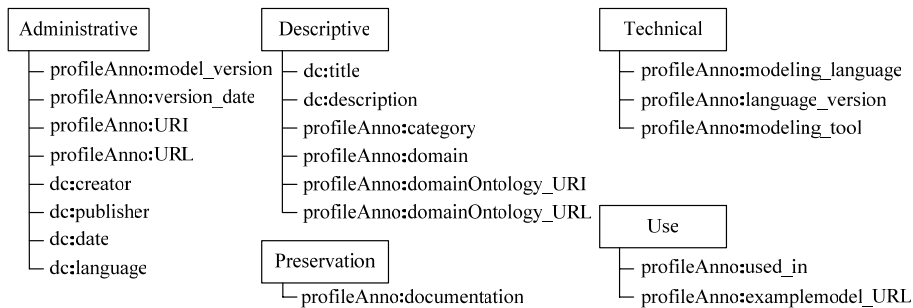 Administrative
profileAnno:model_version
profileAnno:version_date
profileAnno:URI
profileAnno:URL
dc:creator
dc:publisher
dc:date
dc:language
Descriptive
dc:title
dc:description
profileAnno:category
profileAnno:domain
profileAnno:domainOntology_URI
profileAnno:domainOntology_URL
Preservation
profileAnno:documentation
Technical
profileAnno:modeling_language
profileAnno:language_version
profileAnno:modeling_tool
Use
profileAnno:used_in
profileAnno:examplemodel_URL